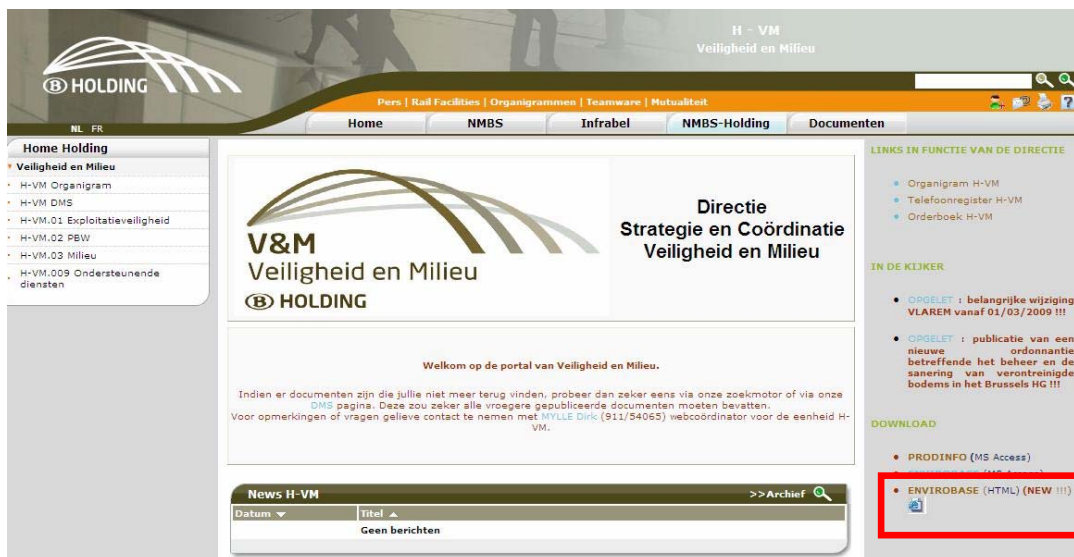 H - VM
Veiligheid en Milieu
B HOLDING
Pers | Rail Facilities | Organigrammen | Teamware | Mutualiteit
NL FR
Home
NMBS
Infrabel
NMBS-Holding
Documenten
Home Holding
Veiligheid en Milieu
H-VM Organigram
H-VM DMS
H-VM.01 Exploitatieveiligheid
H-VM.02 PBW
H-VM.03 Milieu
H-VM.009 Ondersteunende
diensten
V&M
Veiligheid en Milieu
B HOLDING
Directie
Strategie en Coördinatie
Veiligheid en Milieu
Welkom op de portal van Veiligheid en Milieu.
Indien er documenten zijn die jullie niet meer terug vinden, probeer dan zeker eens via onze zoekmotor of via onze
DMS pagina. Deze zou zeker alle vroegere gepubliceerde documenten moeten bevatten.
Voor opmerkingen of vragen gelieve contact te nemen met MYLLE Dirk (911/54065) webcoördinator voor de eenheid H-
VM.
News H-VM
>>Archief
Datum
Titel
Geen berichten
LINKS IN FUNCTIE VAN DE DIRECTIE
Organigram H-VM
Telefoonregister H-VM
Orderboek H-VM
IN DE KIJKER
OPGELET : belangrijke wijziging
VLAREM vanaf 01/03/2009 !!!
OPGELET : publicatie van een
nieuwe ordonnantie
betreffende het beheer en de
sanering van verontreinigde
bodems in het Brussels HG !!!
DOWNLOAD
PRODINFO (MS Access)
ENVIROBASE (HTML) (NEW !!!)